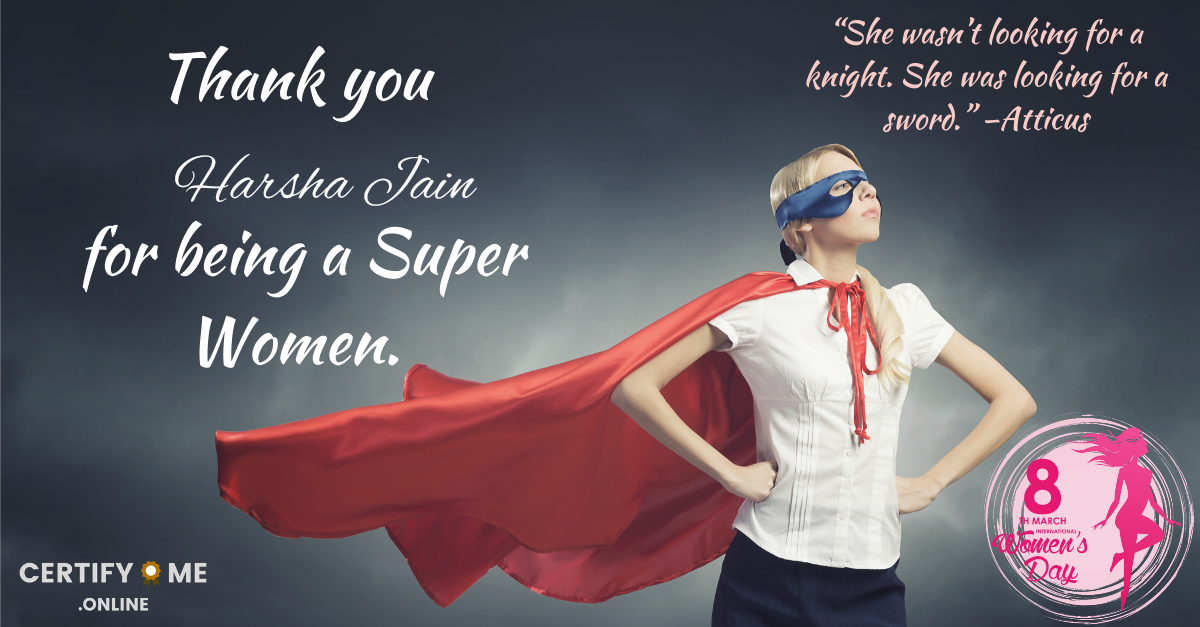 Thank you
Harsha Jain
for being a Super
Women.
“She wasn't looking for a
knight. She was looking for a
sword.” –Atticus
8
TH MARCH
INTERNATIONAL
Women's
Day
CERTIFY ME
.ONLINE